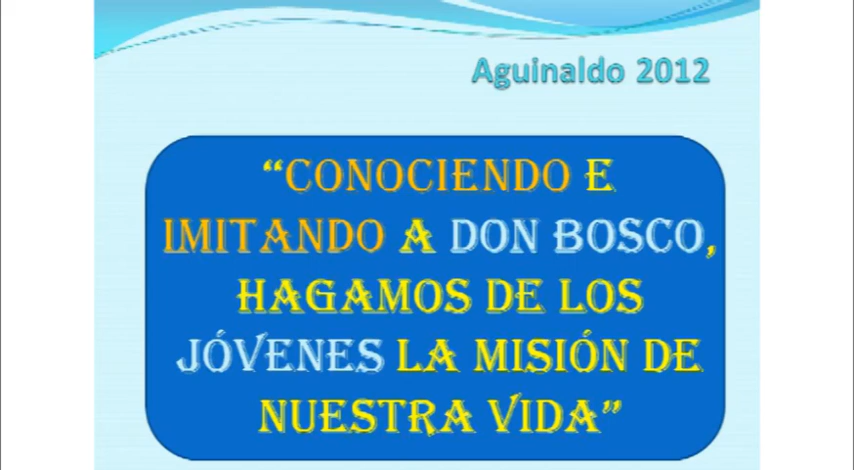 Aguinaldo 2012
“CONOCIENDO E
IMITANDO A DON BOSCO,
HAGAMOS DE LOS
JÓVENES LA MISIÓN DE
NUESTRA VIDA”